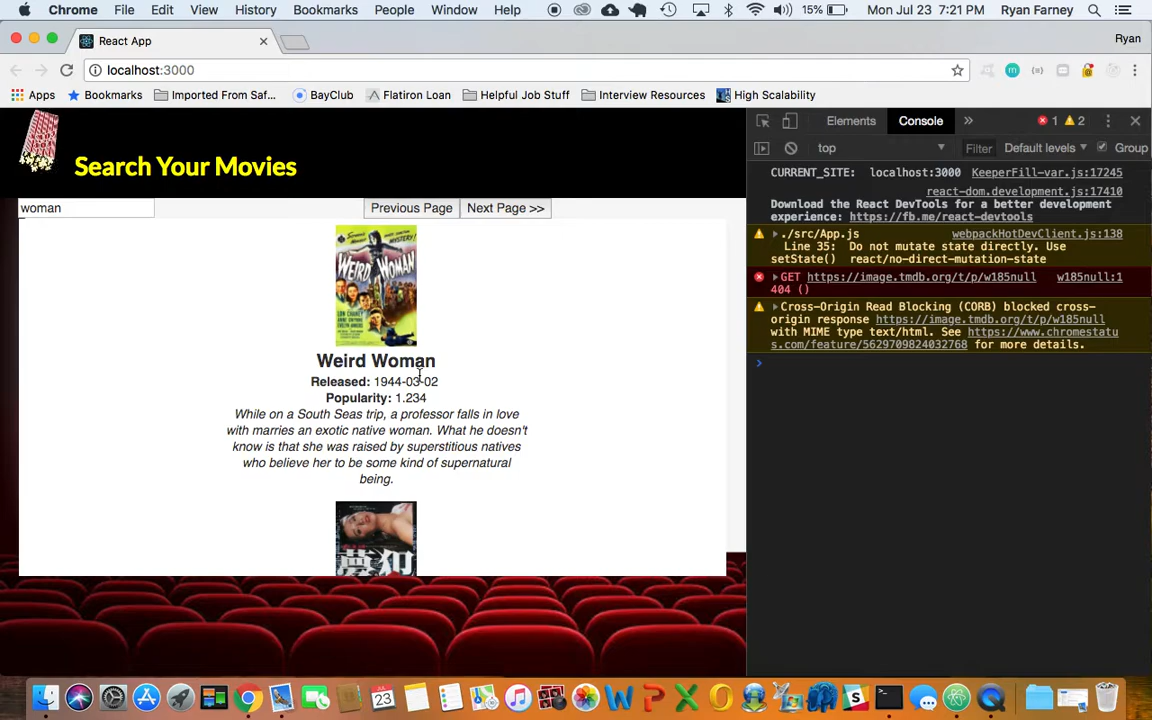 Chrome File Edit View History Bookmarks People Window Help 15% Mon Jul 23 7:21 PM Ryan Farney
React App Ryan
localhost:3000
Apps Bookmarks Imported From Saf... BayClub Flatiron Loan Helpful Job Stuff Interview Resources High Scalability
Search Your Movies
woman Previous Page Next Page >>
WEIRD WOMAN
LON CHANEY
Weird Woman
Released: 1944-03-02
Popularity: 1.234
While on a South Seas trip, a professor falls in love
with marries an exotic native woman. What he doesn't
know is that she was raised by superstitious natives
who believe her to be some kind of supernatural
being.
夢犯
Elements Console » 1 2
top Filter Default levels Group
CURRENT_SITE: localhost:3000 KeeperFill-var.js:17245
react-dom.development.js:17410
Download the React DevTools for a better development
experience: https://fb.me/react-devtools
./src/App.js webpackHotDevClient.js:138
Line 35: Do not mutate state directly. Use
setState() react/no-direct-mutation-state
GET https://image.tmdb.org/t/p/w185null w185null:1
404 ()
Cross-Origin Read Blocking (CORB) blocked cross-
origin response https://image.tmdb.org/t/p/w185null
with MIME type text/html. See https://www.chromestatu
s.com/feature/5629709824032768 for more details.